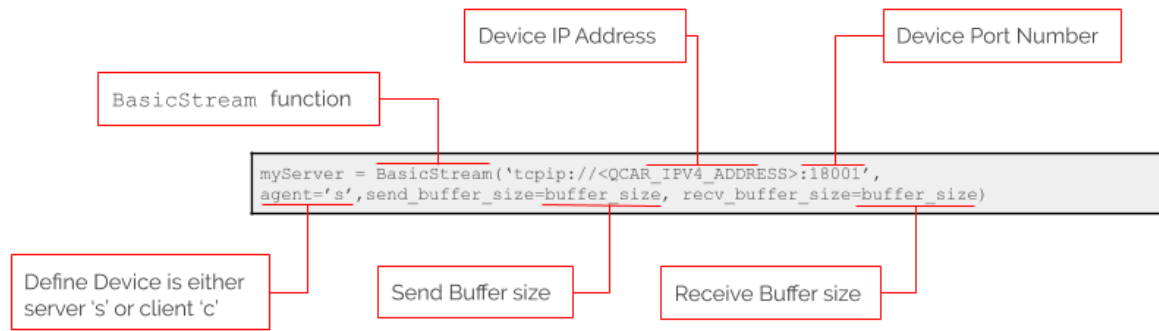 Device IP Address
Device Port Number
BasicStream function
myServer = BasicStream(‘tcpip://<QCAR_IPV4_ADDRESS>:18001’,
agent=’s’,send_buffer_size=buffer_size, recv_buffer_size=buffer_size)
Define Device is either
server ‘s’ or client ‘c’
Send Buffer size
Receive Buffer size